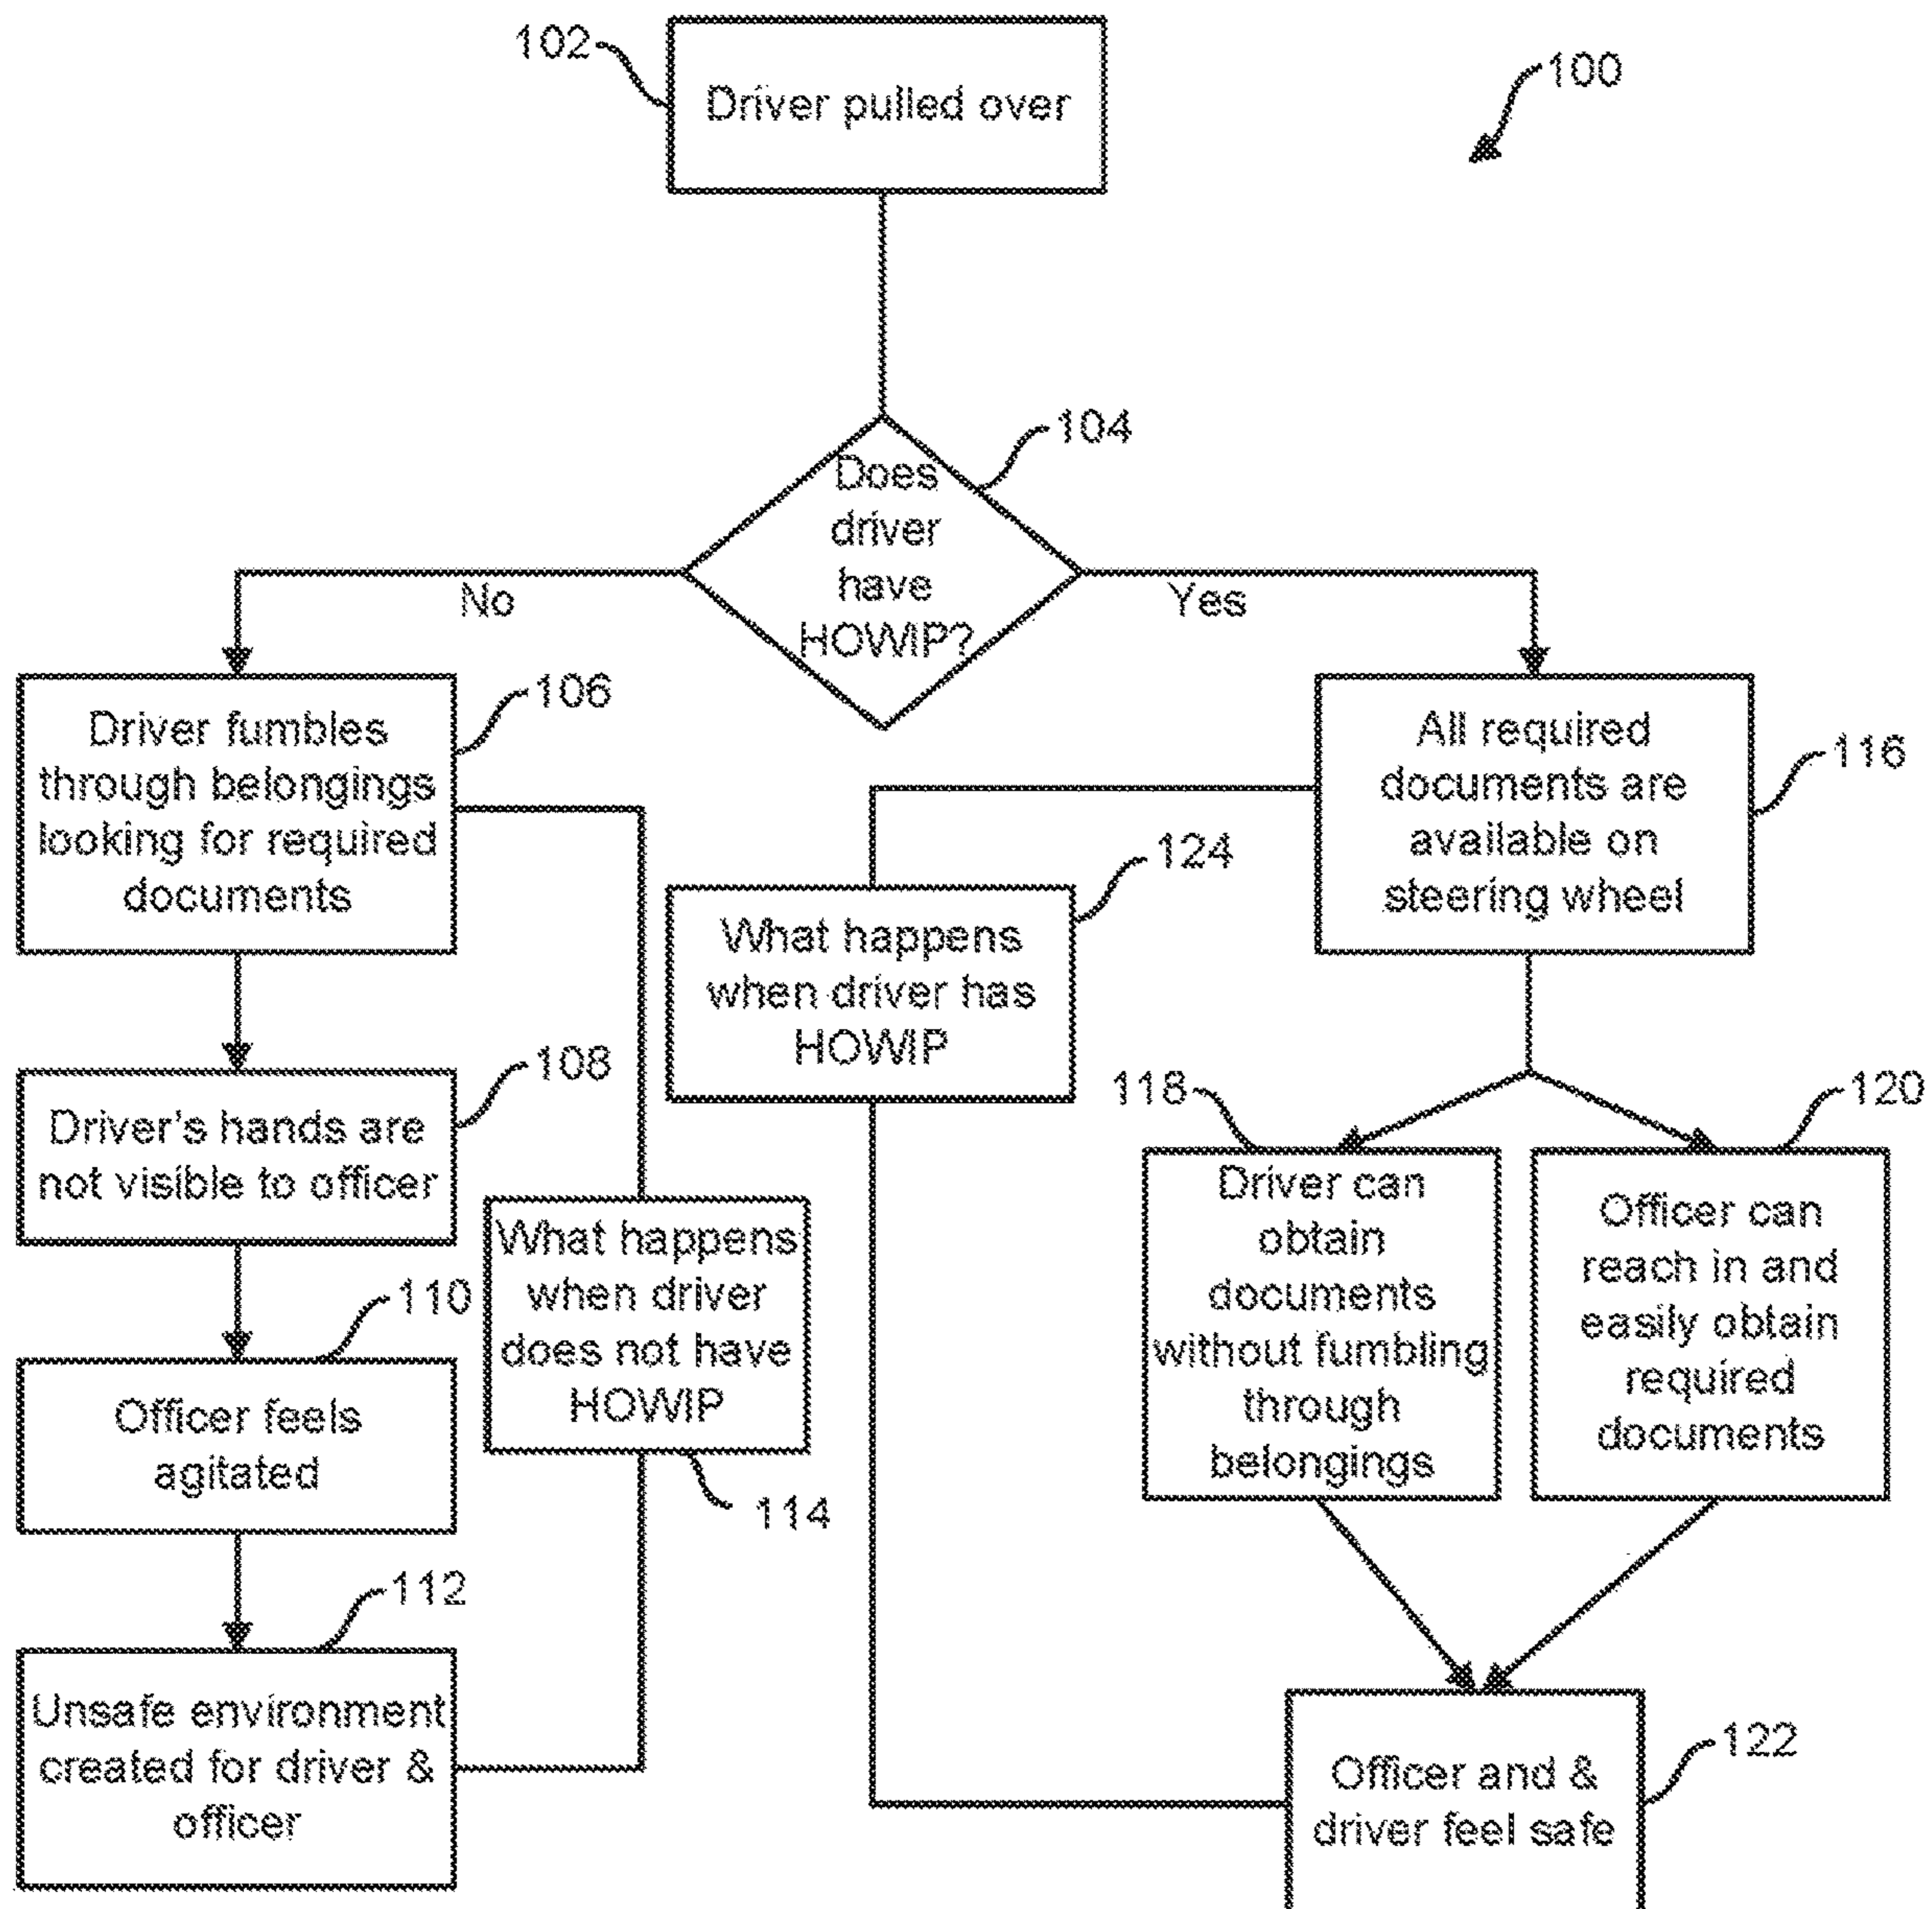 102
Driver pulled over
100
104
Does
driver
have
HOWIP?
No
Yes
106
Driver fumbles
through belongings
looking for required
documents
116
All required
documents are
available on
steering wheel
124
What happens
when driver has
HOWIP
108
Driver's hands are
not visible to officer
118
Driver can
obtain
documents
without fumbling
through
belongings
120
Officer can
reach in and
easily obtain
required
documents
110
Officer feels
agitated
What happens
when driver
does not have
HOWIP
114
112
Unsafe environment
created for driver &
officer
122
Officer and &
driver feel safe